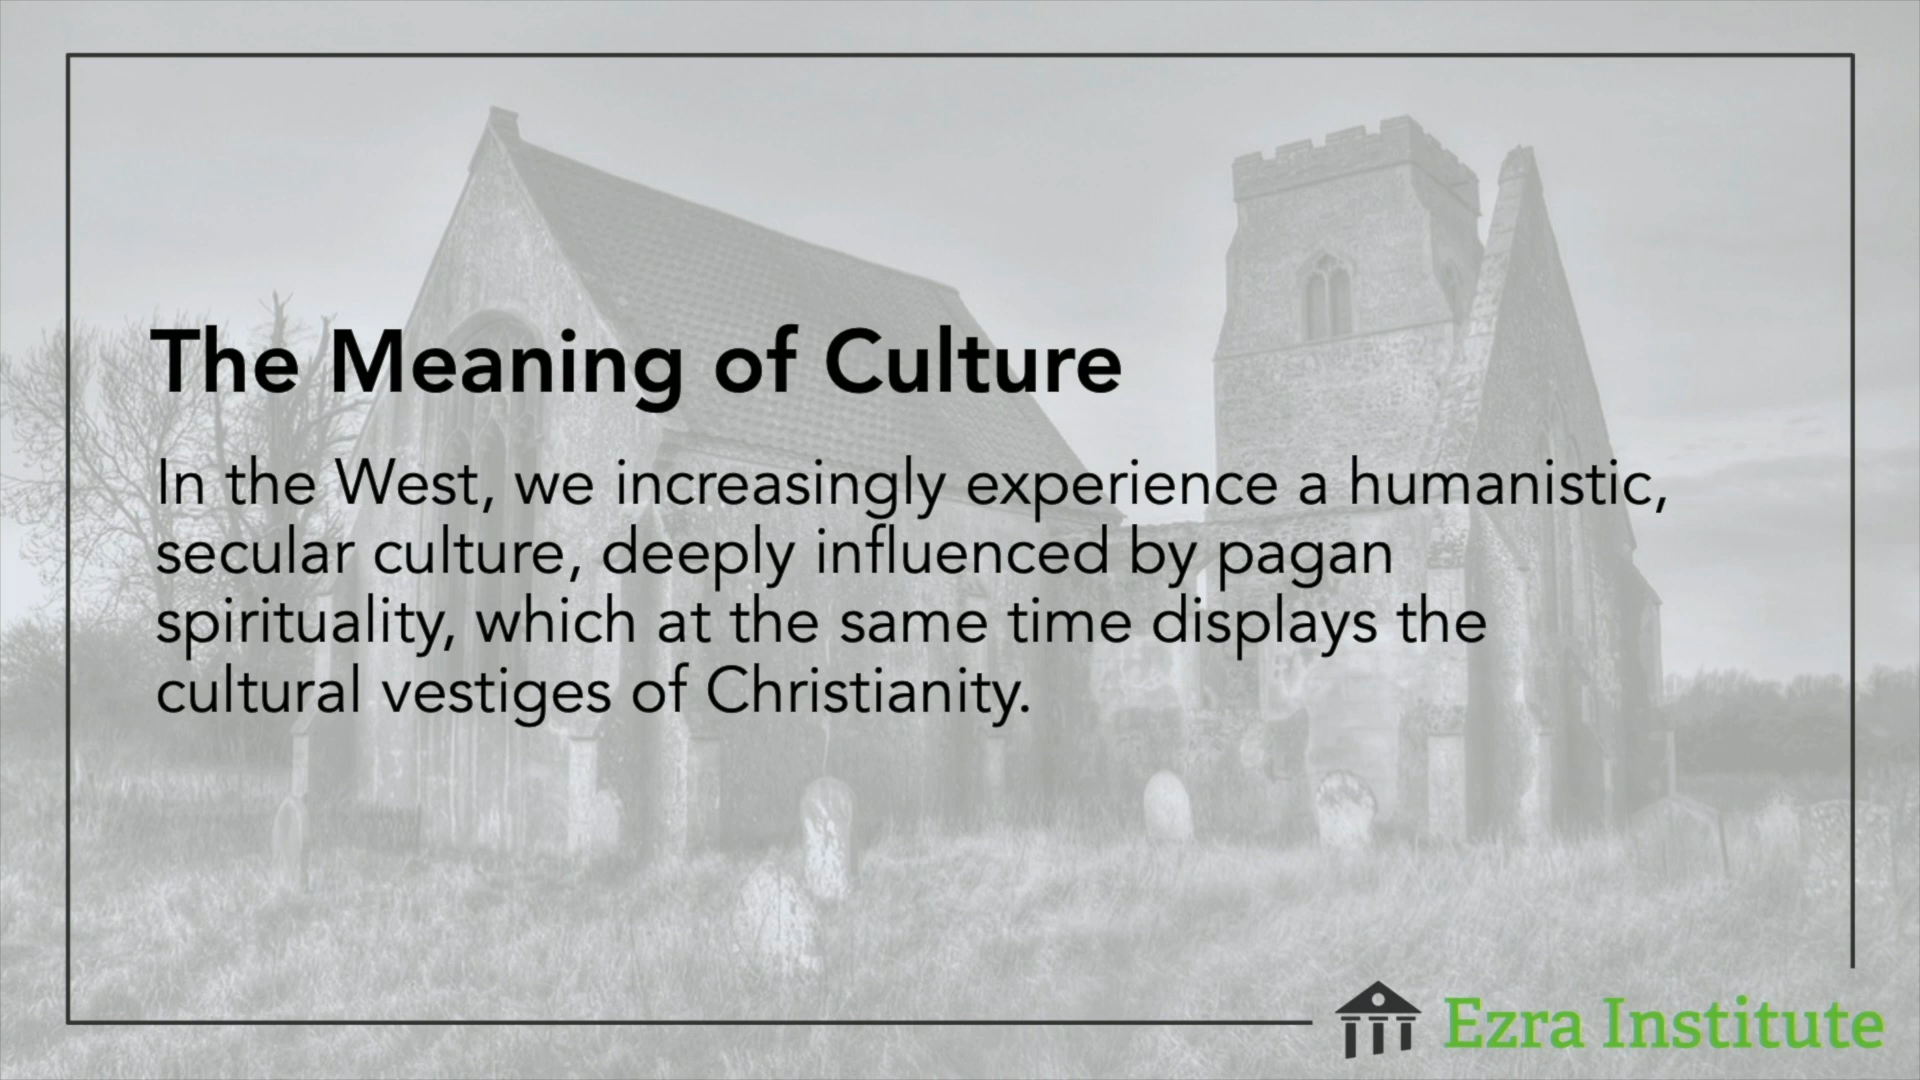 The Meaning of Culture
In the West, we increasingly experience a humanistic,
secular culture, deeply influenced by pagan
spirituality, which at the same time displays the
cultural vestiges of Christianity.
Ezra Institute